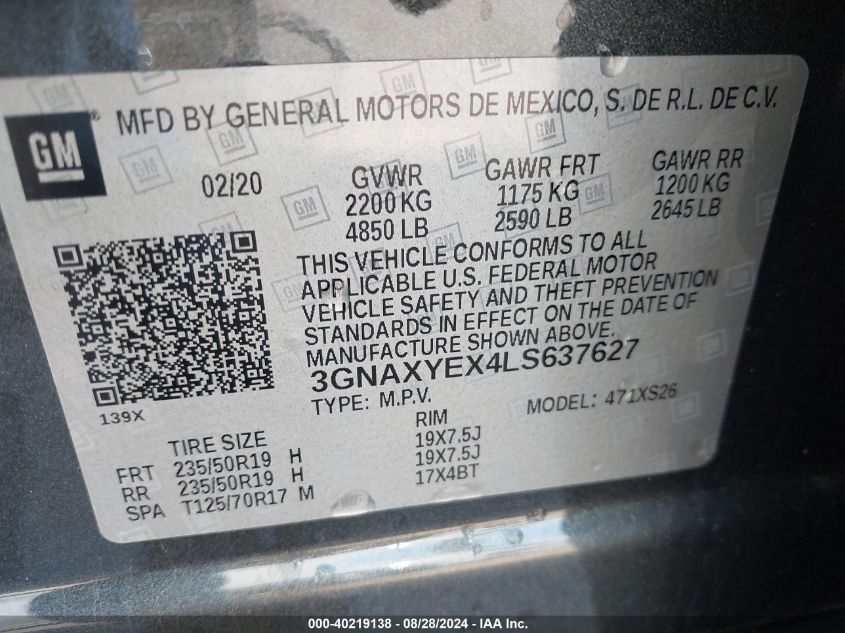 MFD BY GENERAL MOTORS DE MEXICO, S. DE R.L. DE C.V.
GM
02/20
GVWR GAWR FRT GAWR RR
2200 KG 1175 KG 1200 KG
4850 LB 2590 LB 2645 LB
THIS VEHICLE CONFORMS TO ALL
APPLICABLE U.S. FEDERAL MOTOR
VEHICLE SAFETY AND THEFT PREVENTION
STANDARDS IN EFFECT ON THE DATE OF
MANUFACTURE SHOWN ABOVE.
3GNAXYEX4LS637627
TYPE: M.P.V. MODEL: 471XS26
139X
TIRE SIZE RIM
FRT 235/50R19 H 19X7.5J
RR 235/50R19 H 19X7.5J
SPA T125/70R17 M 17X4BT
000-40219138 - 08/28/2024 - IAA Inc.